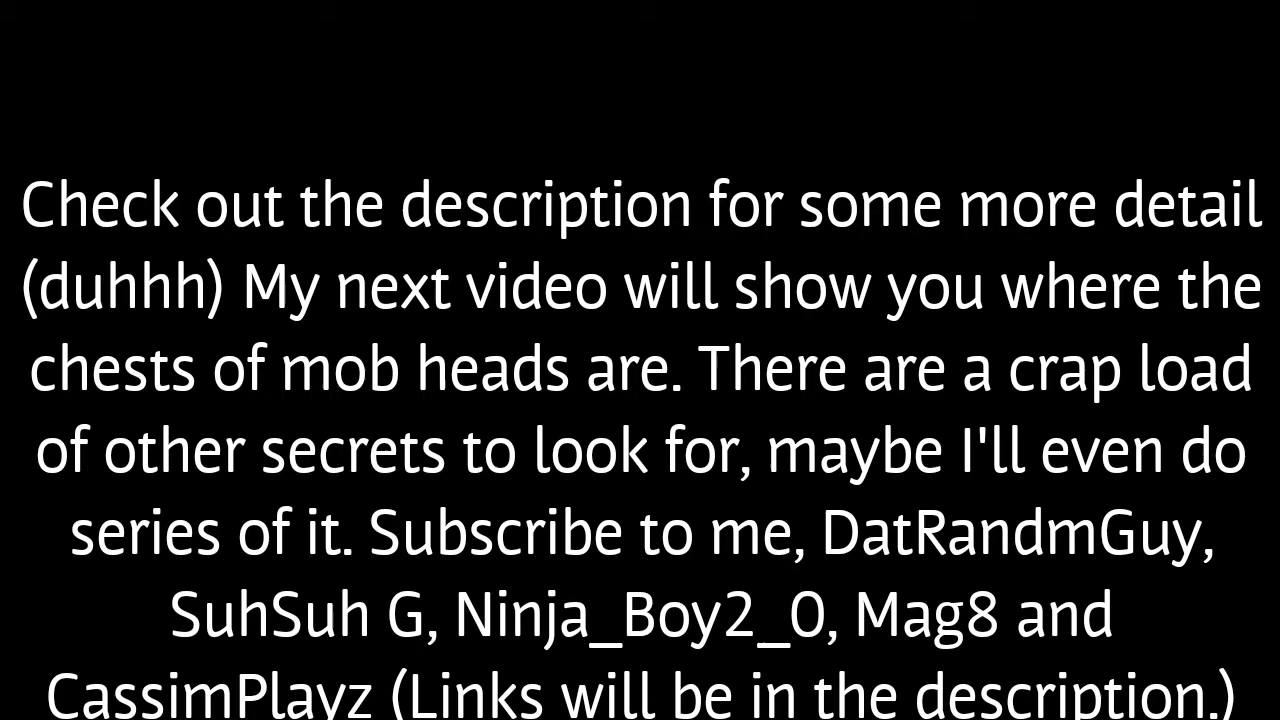 Check out the description for some more detail
(duhhh) My next video will show you where the
chests of mob heads are. There are a crap load
of other secrets to look for, maybe I'll even do
series of it. Subscribe to me, DatRandmGuy,
SuhSuh G, Ninja_Boy2_0, Mag8 and
CassimPlayz (Links will be in the description.)